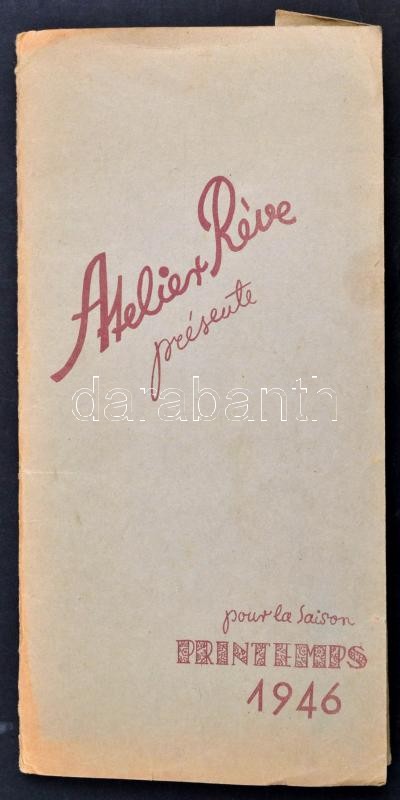 Atelier Rêve
présente
darabanth
pour la saison
PRINTEMPS
1946